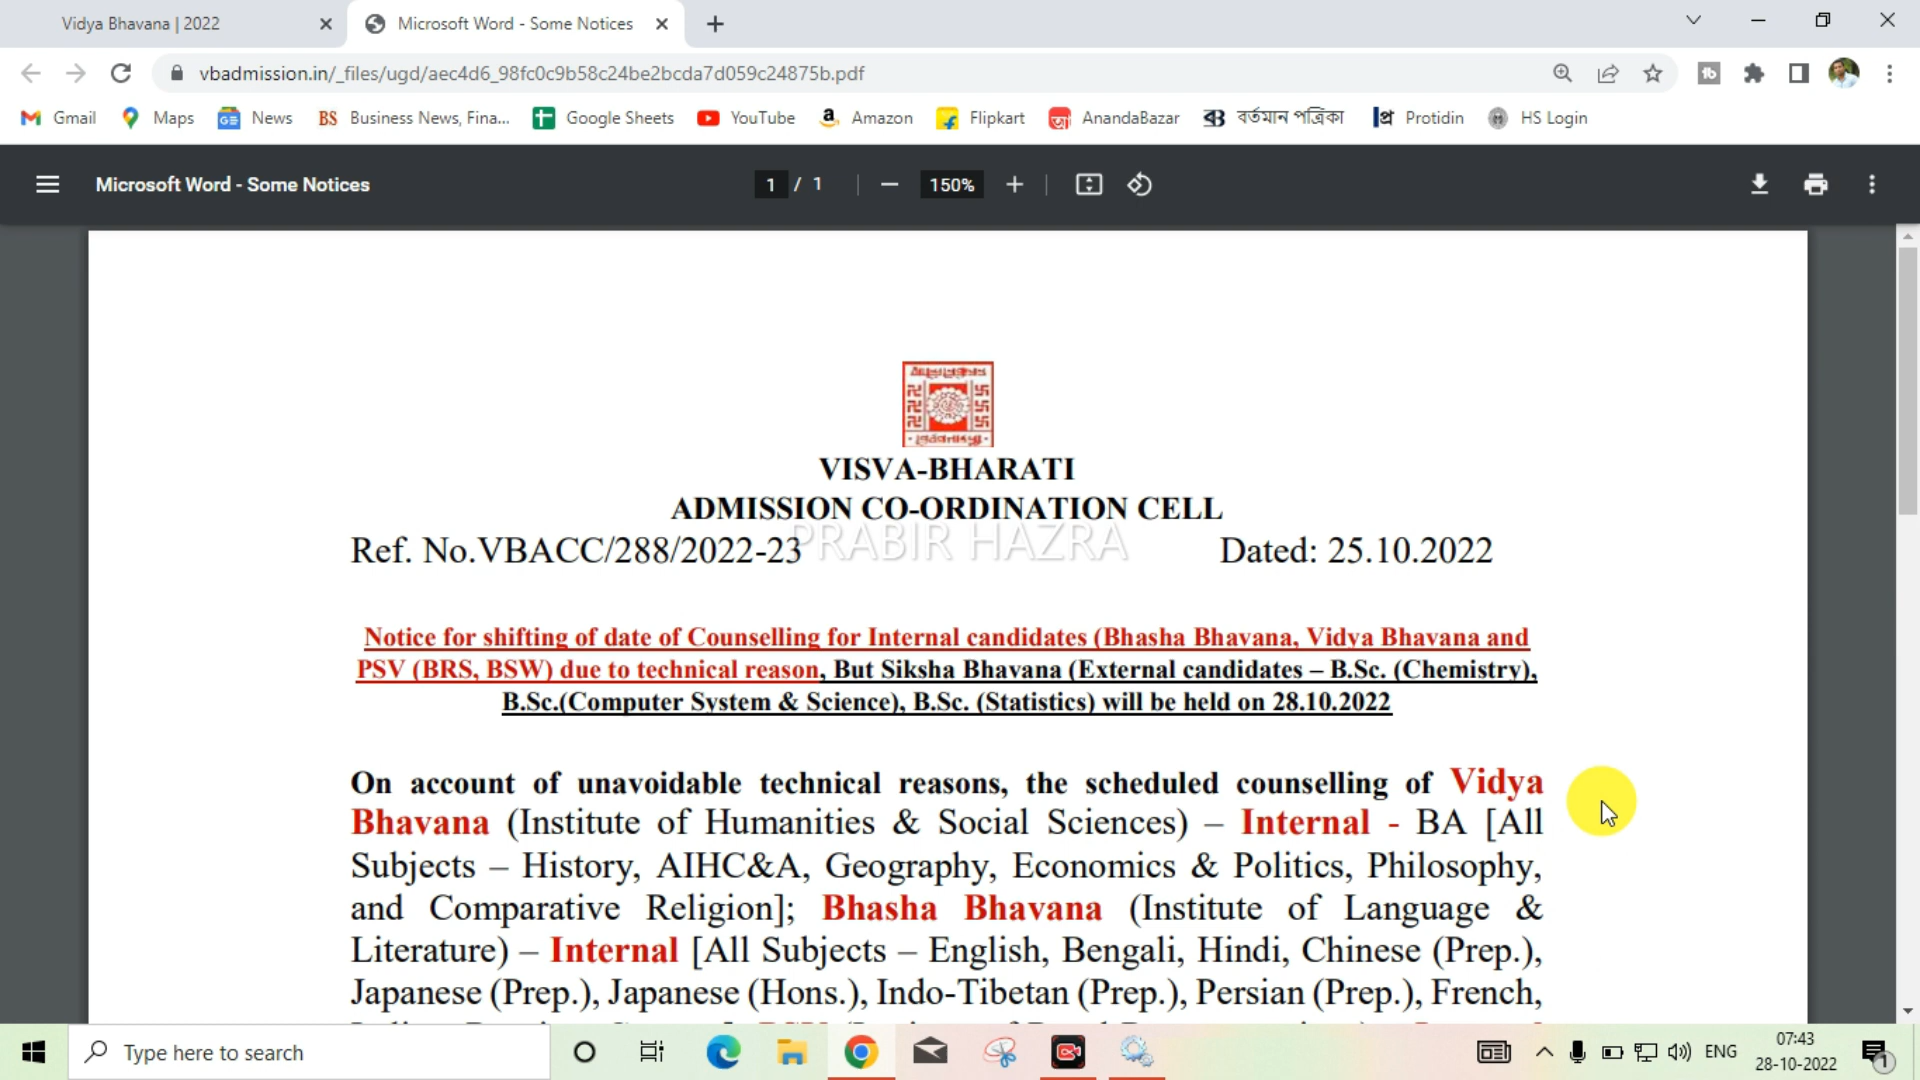 Vidya Bhavana | 2022
Microsoft Word - Some Notices
vbadmission.in/_files/ugd/aec4d6_98fc0c9b58c24be2bcda7d059c24875b.pdf
Gmail Maps News BS Business News, Fina... Google Sheets YouTube Amazon Flipkart AnandaBazar বর্তমান পত্রিকা Protidin HS Login
Microsoft Word - Some Notices 1 / 1 150%
VISVA-BHARATI
ADMISSION CO-ORDINATION CELL
PRABIR HAZRA
Ref. No.VBACC/288/2022-23 Dated: 25.10.2022
Notice for shifting of date of Counselling for Internal candidates (Bhasha Bhavana, Vidya Bhavana and
PSV (BRS, BSW) due to technical reason, But Siksha Bhavana (External candidates – B.Sc. (Chemistry),
B.Sc.(Computer System & Science), B.Sc. (Statistics) will be held on 28.10.2022
On account of unavoidable technical reasons, the scheduled counselling of Vidya
Bhavana (Institute of Humanities & Social Sciences) – Internal - BA [All
Subjects – History, AIHC&A, Geography, Economics & Politics, Philosophy,
and Comparative Religion]; Bhasha Bhavana (Institute of Language &
Literature) – Internal [All Subjects – English, Bengali, Hindi, Chinese (Prep.),
Japanese (Prep.), Japanese (Hons.), Indo-Tibetan (Prep.), Persian (Prep.), French,
Type here to search
ENG
07:43
28-10-2022
1